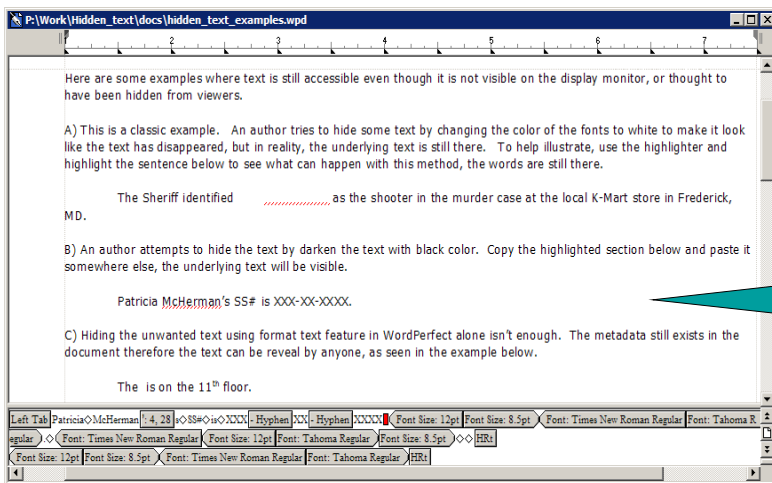 P:\Work\Hidden_text\docs\hidden_text_examples.wpd
1 2 3 4 5 6 7
Here are some examples where text is still accessible even though it is not visible on the display monitor, or thought to
have been hidden from viewers.
A) This is a classic example. An author tries to hide some text by changing the color of the fonts to white to make it look
like the text has disappeared, but in reality, the underlying text is still there. To help illustrate, use the highlighter and
highlight the sentence below to see what can happen with this method, the words are still there.
The Sheriff identified as the shooter in the murder case at the local K-Mart store in Frederick,
MD.
B) An author attempts to hide the text by darken the text with black color. Copy the highlighted section below and paste it
somewhere else, the underlying text will be visible.
Patricia McHerman's SS# is XXX-XX-XXXX.
C) Hiding the unwanted text using format text feature in WordPerfect alone isn't enough. The metadata still exists in the
document therefore the text can be reveal by anyone, as seen in the example below.
The is on the 11th floor.
Left Tab Patricia◇McHerman ': 4, 28 s◇SS#◇is◇XXX - Hyphen XX - Hyphen XXXX Font Size: 12pt Font Size: 8.5pt Font: Times New Roman Regular Font: Tahoma R
egular .◇ Font: Times New Roman Regular Font Size: 12pt Font: Tahoma Regular Font Size: 8.5pt ◇◇ HRt
Font Size: 12pt Font Size: 8.5pt Font: Times New Roman Regular Font: Tahoma Regular HRt